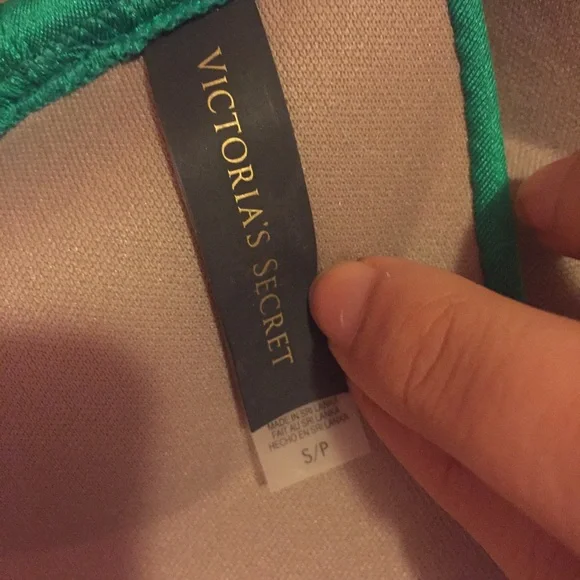 VICTORIA'S SECRET
MADE IN SRI LANKA
FAIT AU SRI LANKA
HECHO EN SRI LANKA
S/P